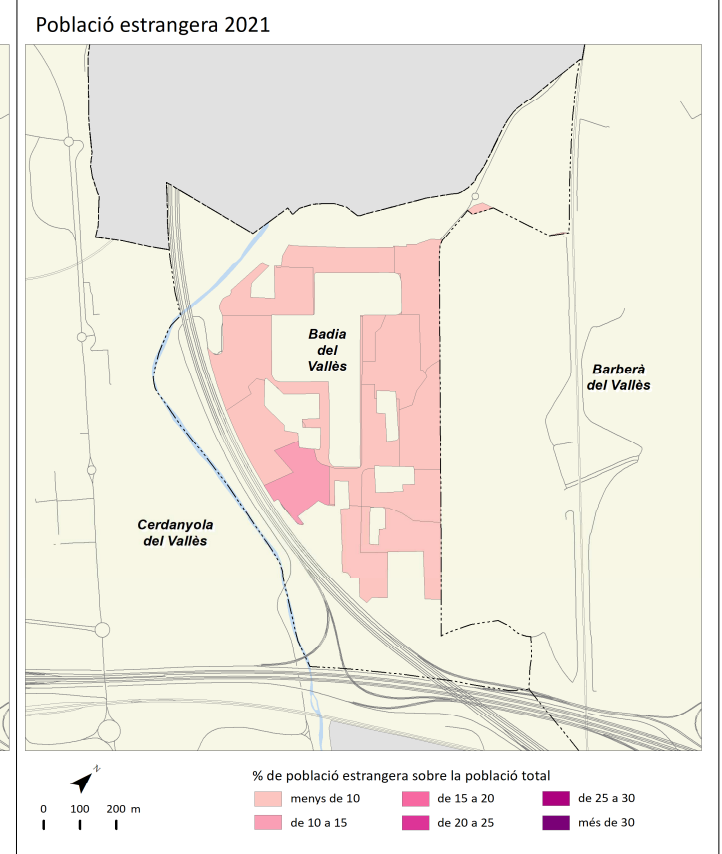 Població estrangera 2021
Badia
del
Vallès
Barberà
del Vallès
Cerdanyola
del Vallès
N
0 100 200 m
% de població estrangera sobre la població total
menys de 10
de 15 a 20
de 25 a 30
de 10 a 15
de 20 a 25
més de 30